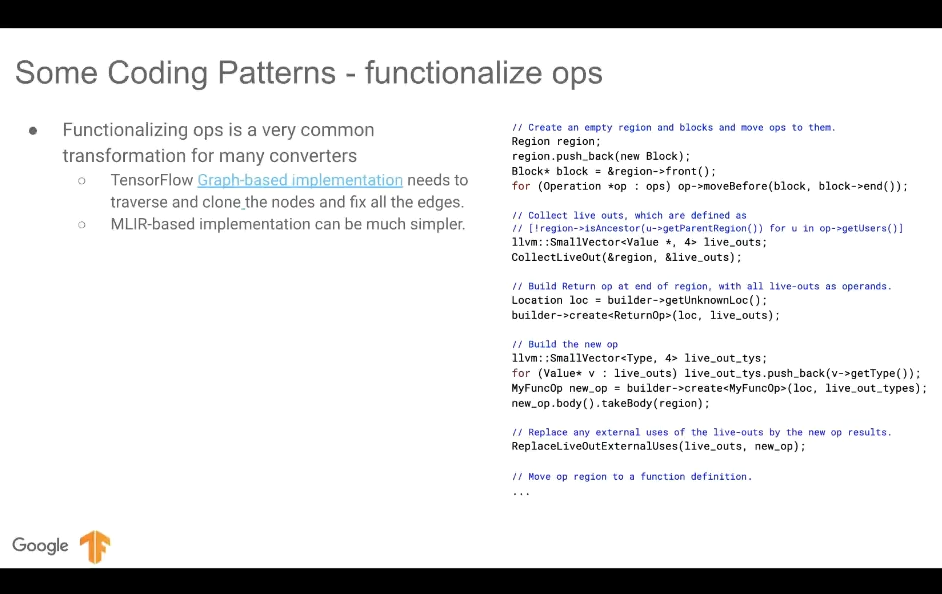 Some Coding Patterns - functionalize ops
● Functionalizing ops is a very common
transformation for many converters
○ TensorFlow Graph-based implementation needs to
traverse and clone the nodes and fix all the edges.
○ MLIR-based implementation can be much simpler.
// Create an empty region and blocks and move ops to them.
Region region;
region.push_back(new Block);
Block* block = &region->front();
for (Operation *op : ops) op->moveBefore(block, block->end());
// Collect live outs, which are defined as
// [!region->isAncestor(u->getParentRegion()) for u in op->getUsers()]
llvm::SmallVector<Value *, 4> live_outs;
CollectLiveOut(&region, &live_outs);
// Build Return op at end of region, with all live-outs as operands.
Location loc = builder->getUnknownLoc();
builder->create<ReturnOp>(loc, live_outs);
// Build the new op
llvm::SmallVector<Type, 4> live_out_tys;
for (Value* v : live_outs) live_out_tys.push_back(v->getType());
MyFuncOp new_op = builder->create<MyFuncOp>(loc, live_out_types);
new_op.body().takeBody(region);
// Replace any external uses of the live-outs by the new op results.
ReplaceLiveOutExternalUses(live_outs, new_op);
// Move op region to a function definition.
...
Google